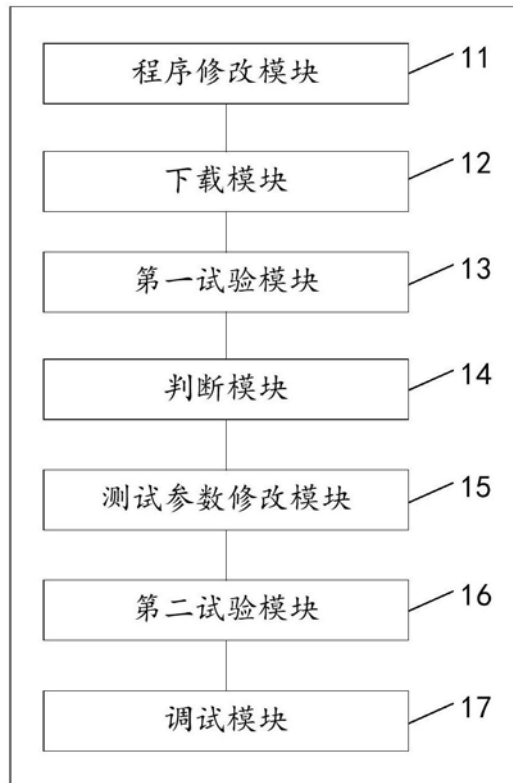 程序修改模块 11
下载模块 12
第一试验模块 13
判断模块 14
测试参数修改模块 15
第二试验模块 16
调试模块 17